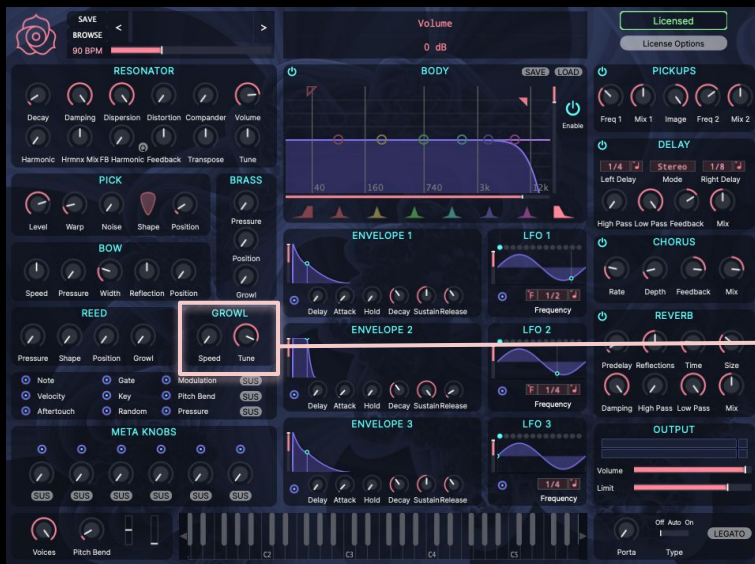 SAVE
BROWSE
90 BPM
<
>
Volume
0 dB
Licensed
License Options
RESONATOR
Decay Damping Dispersion Distortion Compander Volume
Harmonic Hrmnx Mix FB Harmonic Feedback Transpose Tune
BODY
SAVE LOAD
Enable
40 160 740 3k 12k
PICKUPS
Freq 1 Mix 1 Image Freq 2 Mix 2
DELAY
1/4 Stereo 1/8
Left Delay Mode Right Delay
High Pass Low Pass Feedback Mix
PICK
Level Warp Noise Shape Position
BRASS
Pressure
Position
Growl
BOW
Speed Pressure Width Reflection Position
ENVELOPE 1
Delay Attack Hold Decay Sustain Release
LFO 1
F 1/2
Frequency
CHORUS
Rate Depth Feedback Mix
REED
Pressure Shape Position Growl
GROWL
Speed Tune
ENVELOPE 2
Delay Attack Hold Decay Sustain Release
LFO 2
F 1/4
Frequency
REVERB
Predelay Reflections Time Size
Damping High Pass Low Pass Mix
Note Gate Modulation SUS
Velocity Key Pitch Bend SUS
Aftertouch Random Pressure SUS
META KNOBS
SUS SUS SUS SUS SUS SUS
ENVELOPE 3
Delay Attack Hold Decay Sustain Release
LFO 3
1/4
Frequency
OUTPUT
Volume
Limit
Voices Pitch Bend
C2 C3 C4 C5
Off Auto On
Porta Type
LEGATO